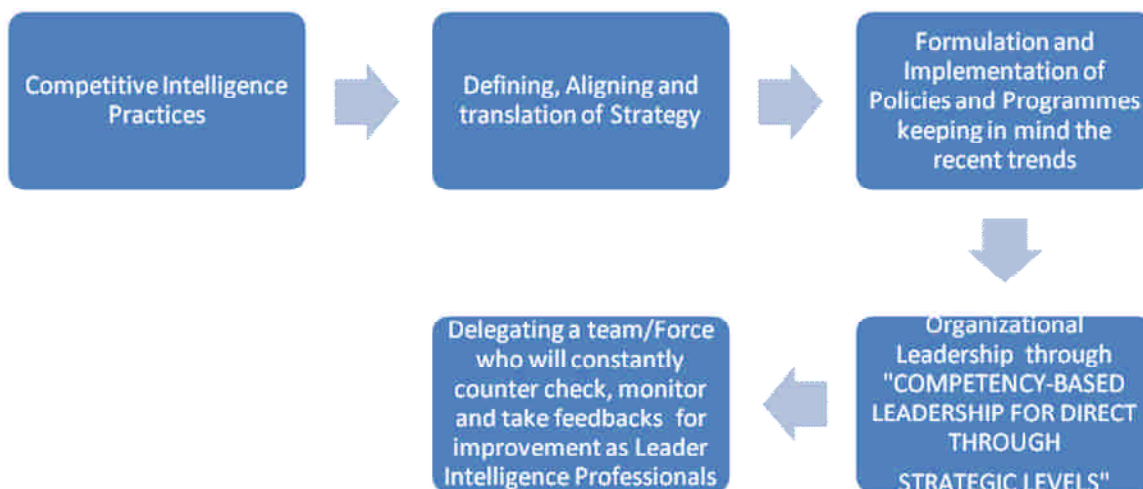 Competitive Intelligence
Practices
Defining, Aligning and
translation of Strategy
Formulation and
Implementation of
Policies and Programmes
keeping in mind the
recent trends
Organizational
Leadership through
"COMPETENCY-BASED
LEADERSHIP FOR DIRECT
THROUGH
STRATEGIC LEVELS"
Delegating a team/Force
who will constantly
counter check, monitor
and take feedbacks for
improvement as Leader
Intelligence Professionals